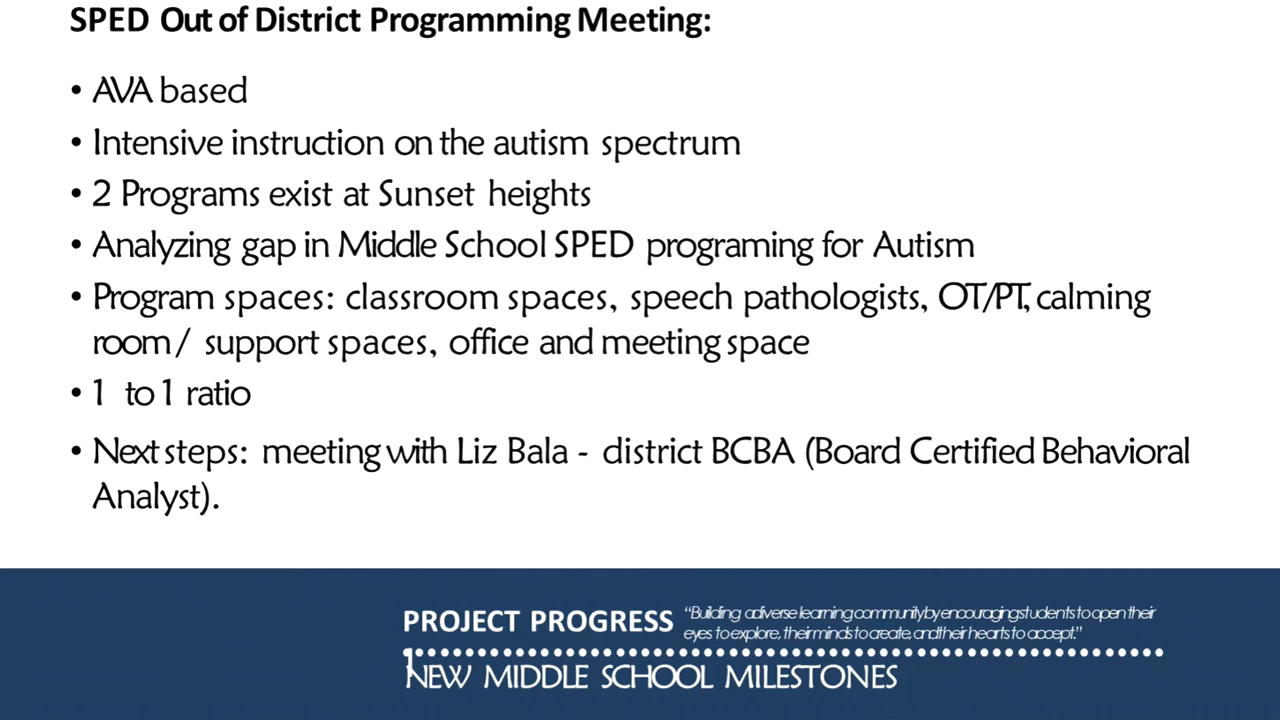 SPED Out of District Programming Meeting:
• AVA based
• Intensive instruction on the autism spectrum
• 2 Programs exist at Sunset heights
• Analyzing gap in Middle School SPED programing for Autism
• Program spaces: classroom spaces, speech pathologists, OT/PT, calming
room / support spaces, office and meeting space
• 1 to 1 ratio
• Next steps: meeting with Liz Bala - district BCBA (Board Certified Behavioral
Analyst).
PROJECT PROGRESS
“Building a diverse learning community by encouraging students to open their
eyes to explore, their minds to create, and their hearts to accept.”
1
NEW MIDDLE SCHOOL MILESTONES